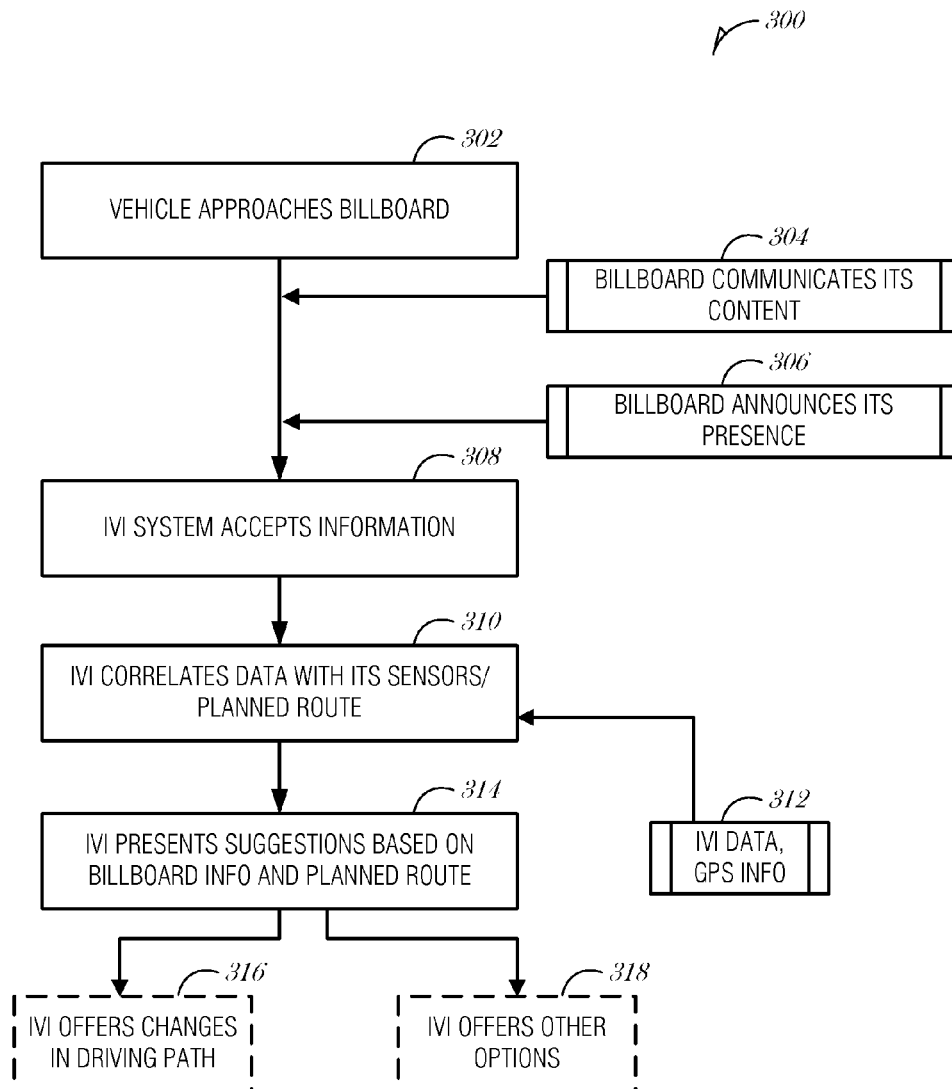 300
302
VEHICLE APPROACHES BILLBOARD
304
BILLBOARD COMMUNICATES ITS
CONTENT
306
BILLBOARD ANNOUNCES ITS
PRESENCE
308
IVI SYSTEM ACCEPTS INFORMATION
310
IVI CORRELATES DATA WITH ITS SENSORS/
PLANNED ROUTE
312
IVI DATA,
GPS INFO
314
IVI PRESENTS SUGGESTIONS BASED ON
BILLBOARD INFO AND PLANNED ROUTE
316
IVI OFFERS CHANGES
IN DRIVING PATH
318
IVI OFFERS OTHER
OPTIONS